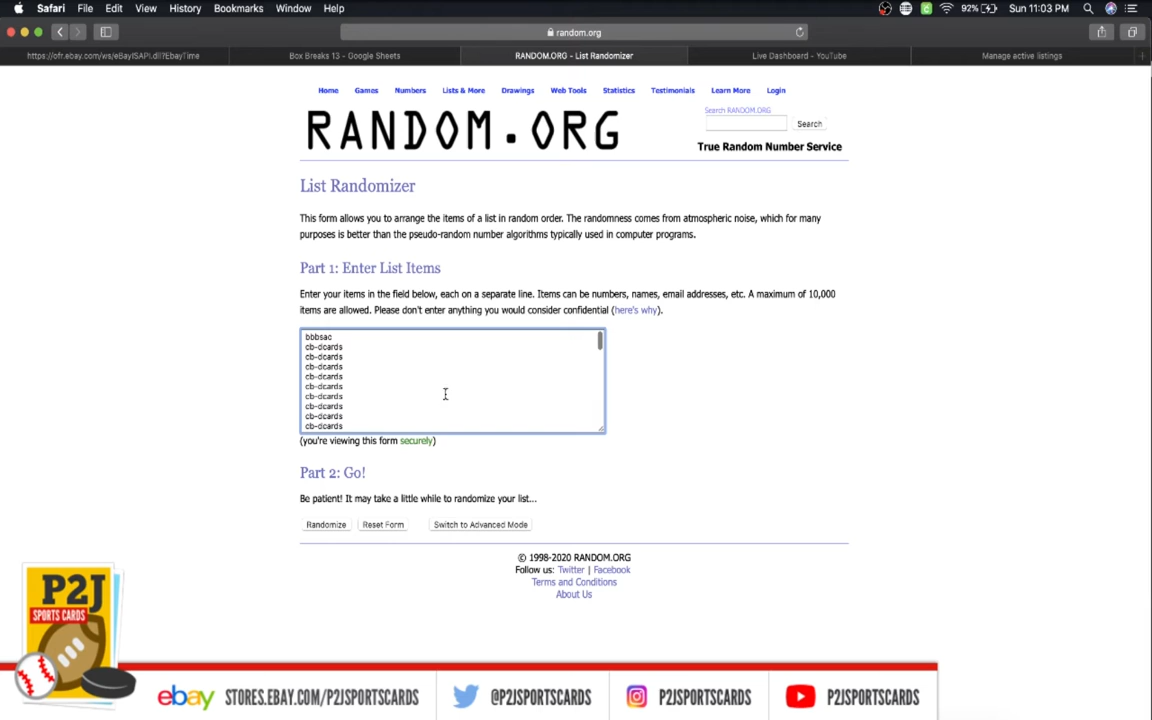 Safari File Edit View History Bookmarks Window Help 92% Sun 11:03 PM
random.org
https://ofr.ebay.com/ws/eBayISAPI.dll?EbayTime Box Breaks 13 - Google Sheets RANDOM.ORG - List Randomizer Live Dashboard - YouTube Manage active listings
Home Games Numbers Lists & More Drawings Web Tools Statistics Testimonials Learn More Login
Search RANDOM.ORG
RANDOM.ORG
Search
True Random Number Service
List Randomizer
This form allows you to arrange the items of a list in random order. The randomness comes from atmospheric noise, which for many
purposes is better than the pseudo-random number algorithms typically used in computer programs.
Part 1: Enter List Items
Enter your items in the field below, each on a separate line. Items can be numbers, names, email addresses, etc. A maximum of 10,000
items are allowed. Please don't enter anything you would consider confidential (here's why).
bbbsac
cb-dcards
cb-dcards
cb-dcards
cb-dcards
cb-dcards
cb-dcards
cb-dcards
cb-dcards
cb-dcards
(you're viewing this form securely)
Part 2: Go!
Be patient! It may take a little while to randomize your list...
Randomize Reset Form Switch to Advanced Mode
© 1998-2020 RANDOM.ORG
Follow us: Twitter | Facebook
Terms and Conditions
About Us
P2J
SPORTS CARDS
ebay STORES.EBAY.COM/P2JSPORTSCARDS @P2JSPORTSCARDS P2JSPORTSCARDS P2JSPORTSCARDS